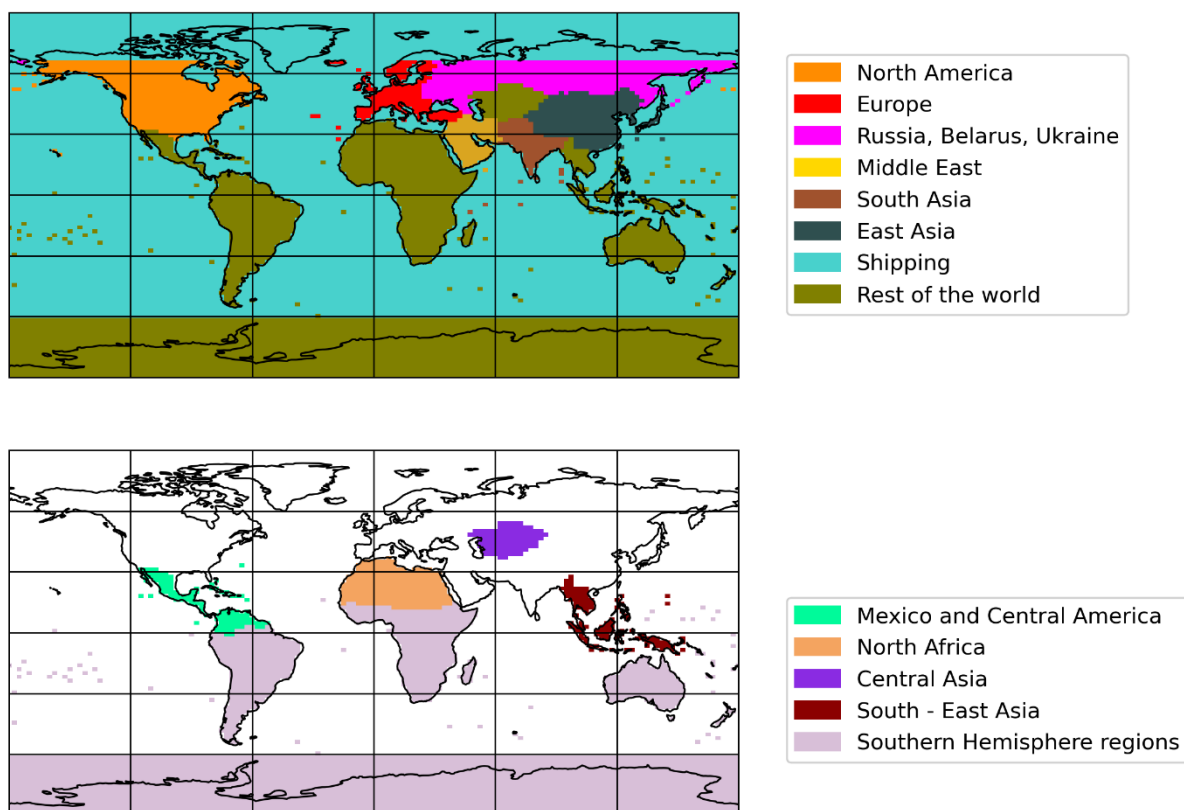 North America
Europe
Russia, Belarus, Ukraine
Middle East
South Asia
East Asia
Shipping
Rest of the world
Mexico and Central America
North Africa
Central Asia
South - East Asia
Southern Hemisphere regions